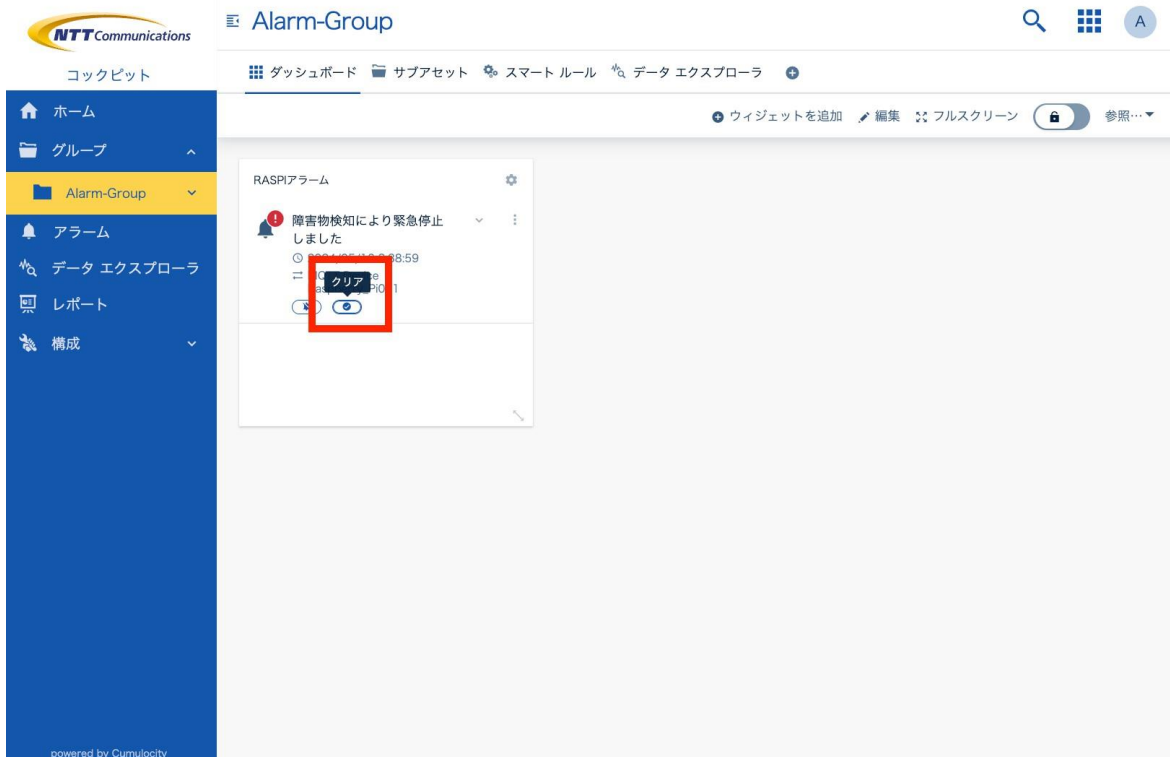 NTT Communications
Alarm-Group
A
コックピット
ダッシュボード サブアセット スマート ルール データ エクスプローラ
ホーム
ウィジェットを追加 編集 フルスクリーン 参照…
グループ
Alarm-Group
アラーム
データ エクスプローラ
レポート
構成
RASPIアラーム
障害物検知により緊急停止
しました
8:59
クリア
powered by Cumulocity